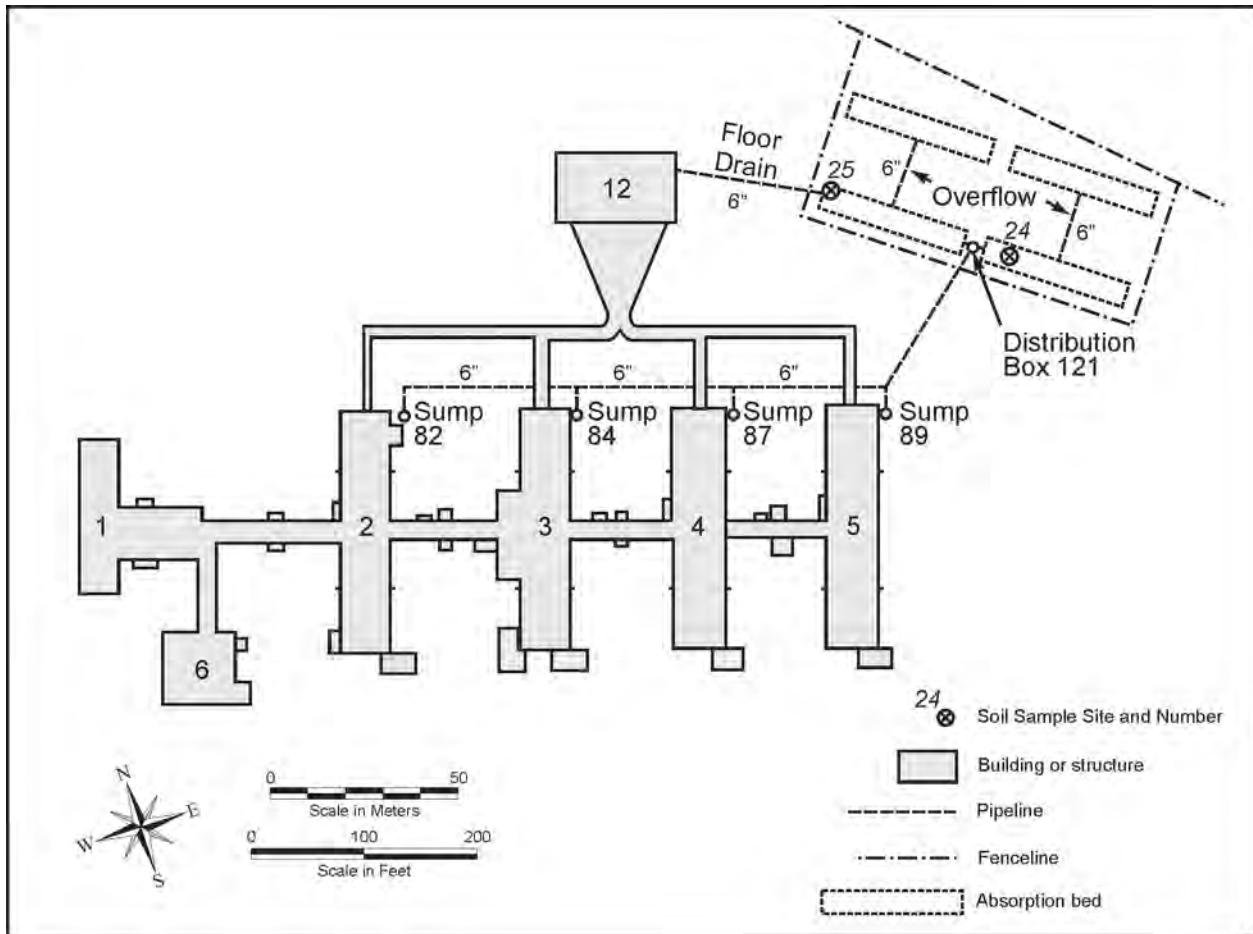 Floor
Drain
6"
25
12
6"
Overflow
24
6"
Distribution
Box 121
6"
6"
6"
Sump
82
Sump
84
Sump
87
Sump
89
1
2
3
4
5
6
24
Soil Sample Site and Number
Building or structure
Pipeline
Fenceline
Absorption bed
N
E
W
S
0
50
Scale in Meters
0
100
200
Scale in Feet